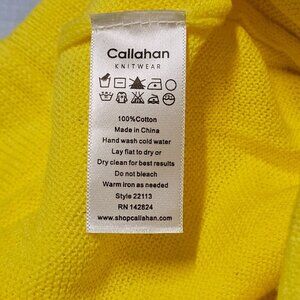 Callahan
KNITWEAR
100%Cotton
Made in China
Hand wash cold water
Lay flat to dry or
Dry clean for best results
Do not bleach
Warm iron as needed
Style 22113
RN 142824
www.shopcallahan.com